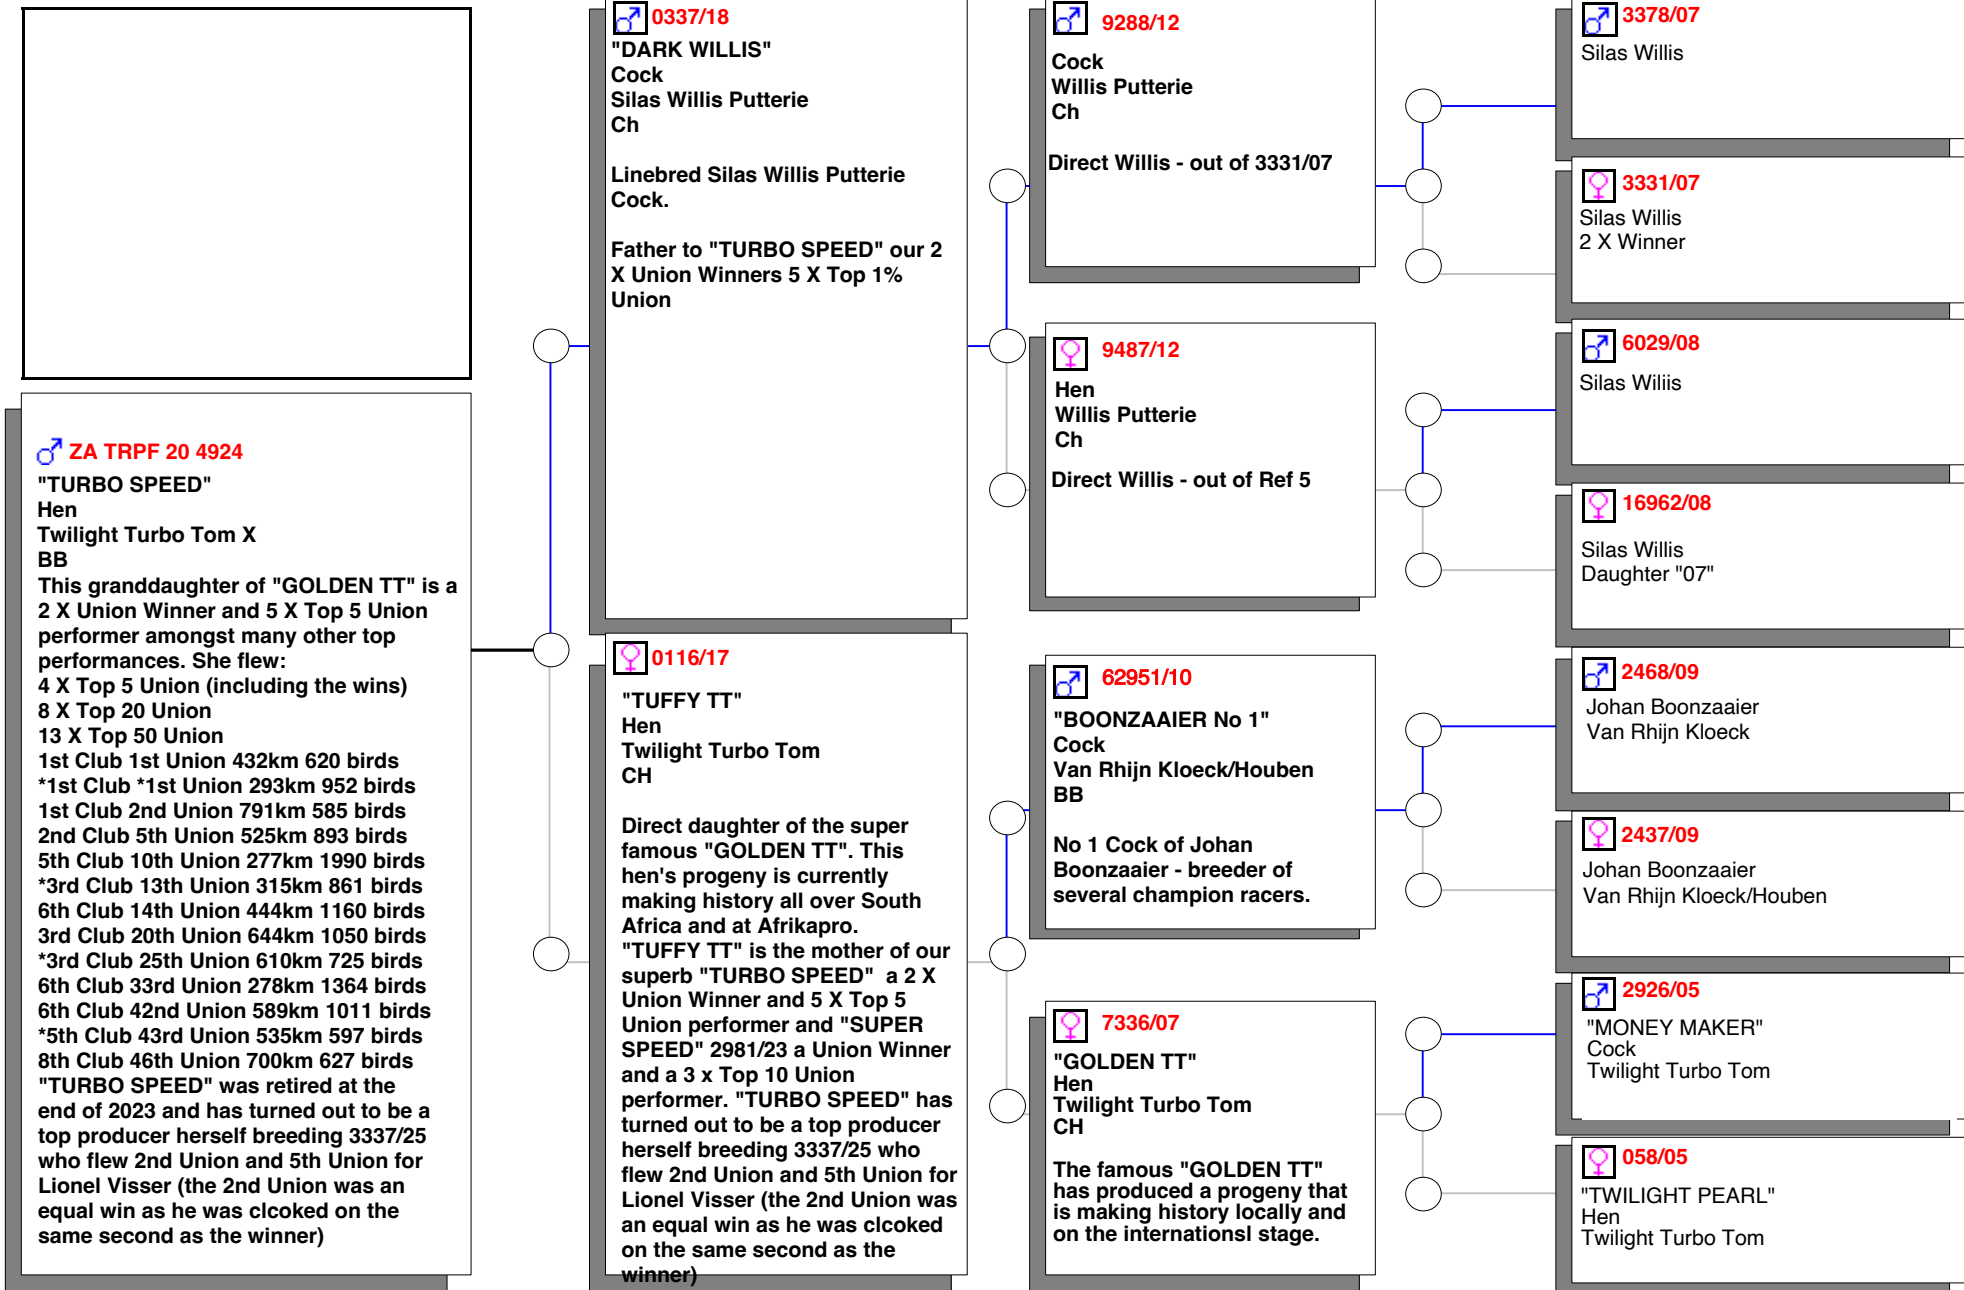 ZA TRPF 20 4924
"TURBO SPEED"
Hen
Twilight Turbo Tom X
BB
This granddaughter of "GOLDEN TT" is a
2 X Union Winner and 5 X Top 5 Union
performer amongst many other top
performances. She flew:
4 X Top 5 Union (including the wins)
8 X Top 20 Union
13 X Top 50 Union
1st Club 1st Union 432km 620 birds
*1st Club *1st Union 293km 952 birds
1st Club 2nd Union 791km 585 birds
2nd Club 5th Union 525km 893 birds
5th Club 10th Union 277km 1990 birds
*3rd Club 13th Union 315km 861 birds
6th Club 14th Union 444km 1160 birds
3rd Club 20th Union 644km 1050 birds
*3rd Club 25th Union 610km 725 birds
6th Club 33rd Union 278km 1364 birds
6th Club 42nd Union 589km 1011 birds
*5th Club 43rd Union 535km 597 birds
8th Club 46th Union 700km 627 birds
"TURBO SPEED" was retired at the
end of 2023 and has turned out to be a
top producer herself breeding 3337/25
who flew 2nd Union and 5th Union for
Lionel Visser (the 2nd Union was an
equal win as he was clcoked on the
same second as the winner)
0337/18
"DARK WILLIS"
Cock
Silas Willis Putterie
Ch
Linebred Silas Willis Putterie
Cock.
Father to "TURBO SPEED" our 2
X Union Winners 5 X Top 1%
Union
0116/17
"TUFFY TT"
Hen
Twilight Turbo Tom
CH
Direct daughter of the super
famous "GOLDEN TT". This
hen's progeny is currently
making history all over South
Africa and at Afrikapro.
"TUFFY TT" is the mother of our
superb "TURBO SPEED" a 2 X
Union Winner and 5 X Top 5
Union performer and "SUPER
SPEED" 2981/23 a Union Winner
and a 3 x Top 10 Union
performer. "TURBO SPEED" has
turned out to be a top producer
herself breeding 3337/25 who
flew 2nd Union and 5th Union for
Lionel Visser (the 2nd Union was
an equal win as he was clcoked
on the same second as the
winner)
9288/12
Cock
Willis Putterie
Ch
Direct Willis - out of 3331/07
9487/12
Hen
Willis Putterie
Ch
Direct Willis - out of Ref 5
62951/10
"BOONZAAIER No 1"
Cock
Van Rhijn Kloeck/Houben
BB
No 1 Cock of Johan
Boonzaaier - breeder of
several champion racers.
7336/07
"GOLDEN TT"
Hen
Twilight Turbo Tom
CH
The famous "GOLDEN TT"
has produced a progeny that
is making history locally and
on the internationsl stage.
3378/07
Silas Willis
3331/07
Silas Willis
2 X Winner
6029/08
Silas Wiliis
16962/08
Silas Willis
Daughter "07"
2468/09
Johan Boonzaaier
Van Rhijn Kloeck
2437/09
Johan Boonzaaier
Van Rhijn Kloeck/Houben
2926/05
"MONEY MAKER"
Cock
Twilight Turbo Tom
058/05
"TWILIGHT PEARL"
Hen
Twilight Turbo Tom